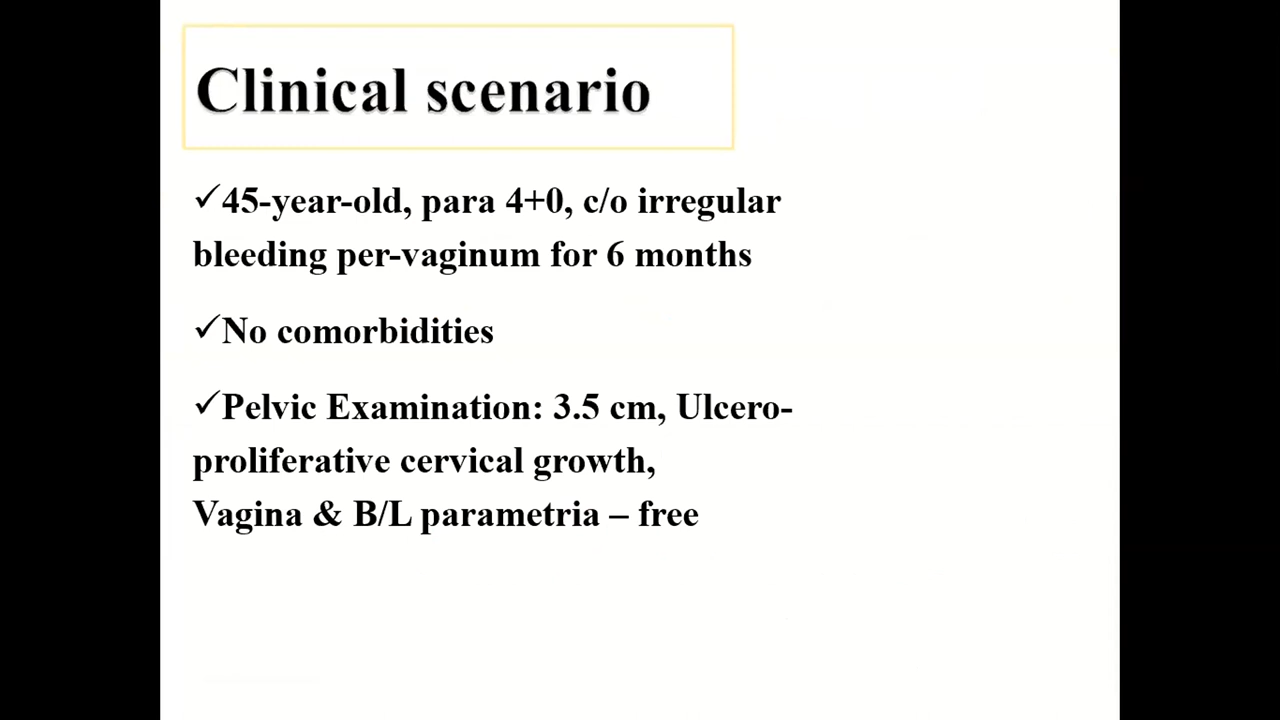 Clinical scenario
✓45-year-old, para 4+0, c/o irregular
bleeding per-vaginum for 6 months
✓No comorbidities
✓Pelvic Examination: 3.5 cm, Ulcero-
proliferative cervical growth,
Vagina & B/L parametria – free